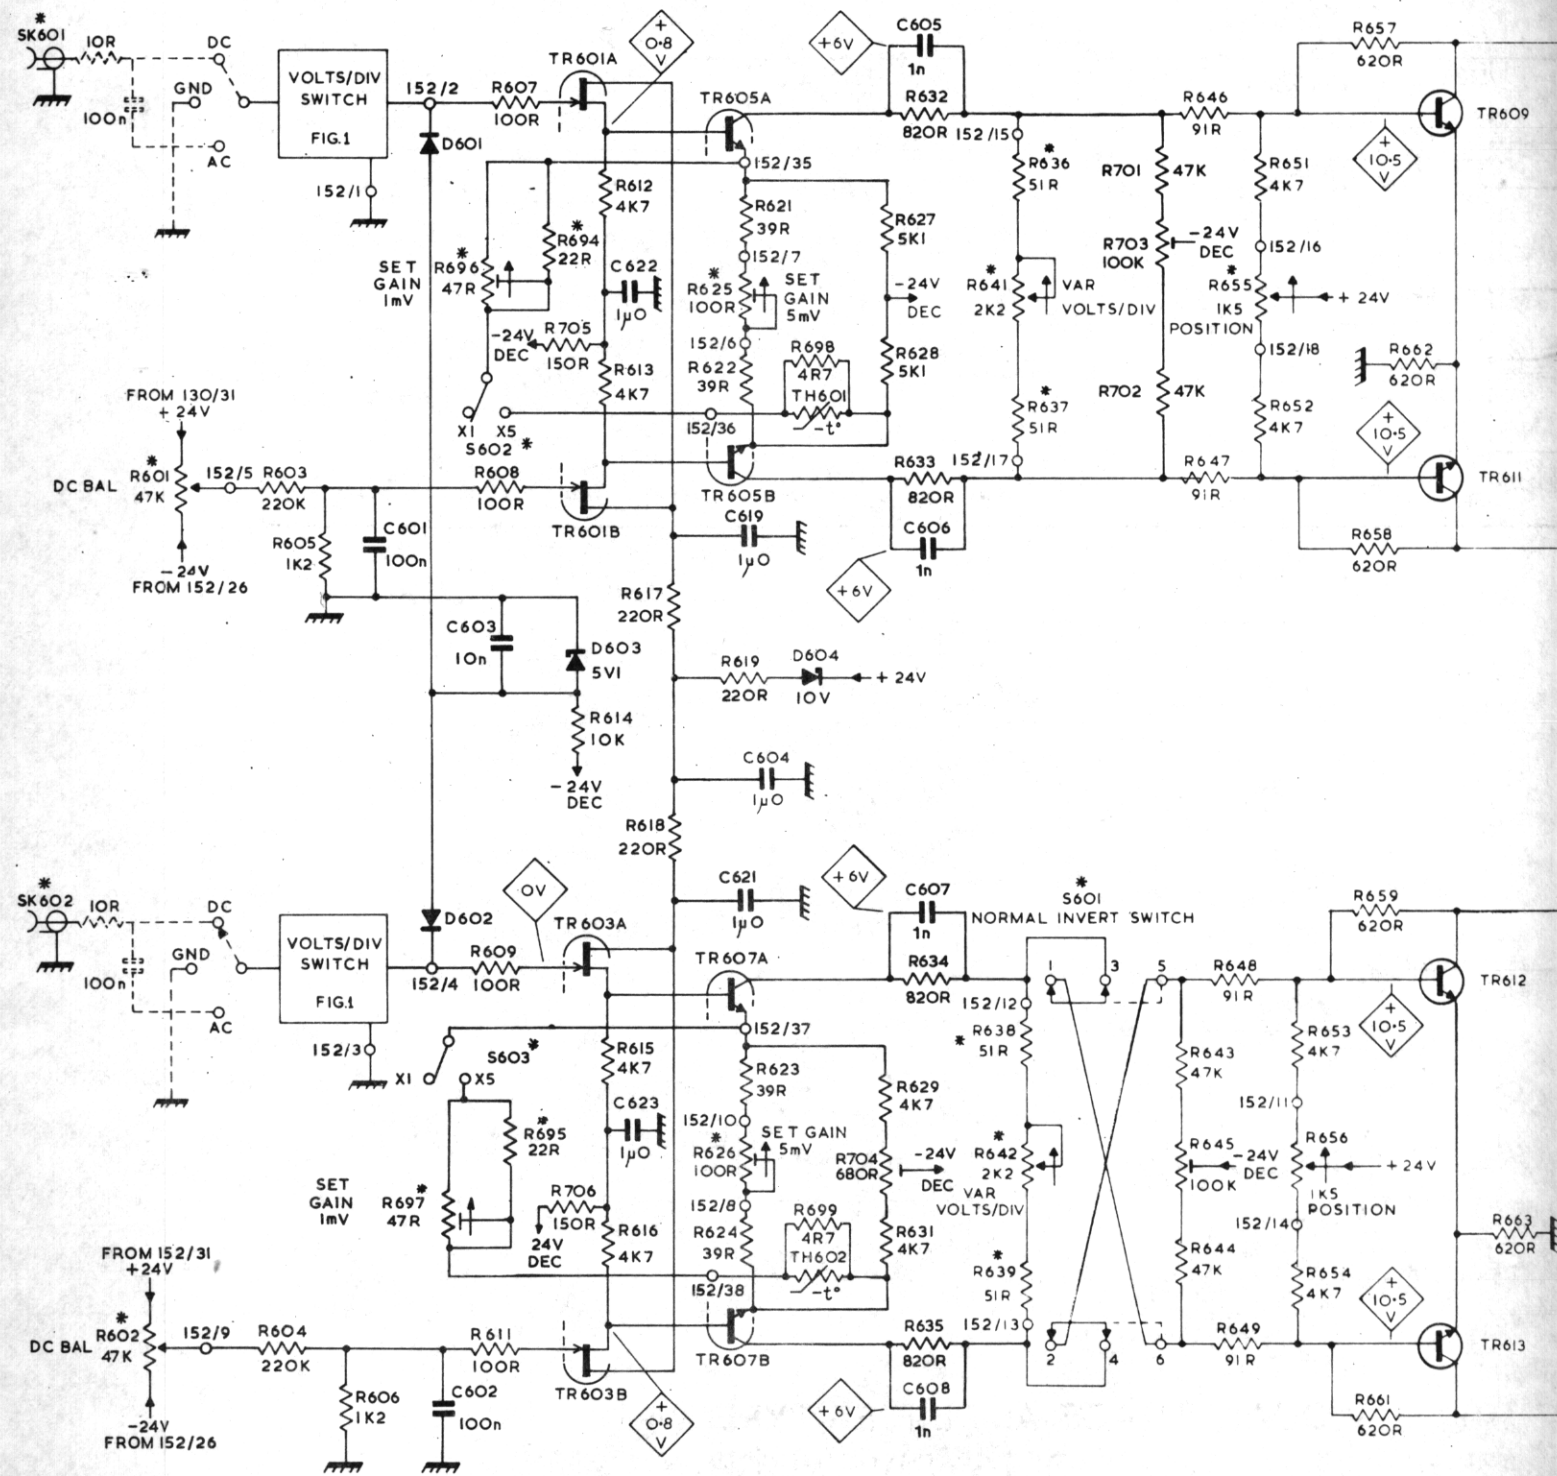 *
SK601
10R
100n
DC
GND
AC
VOLTS/DIV
SWITCH
FIG.1
152/1
152/2
D601
R607
100R
TR601A
+
0·8
V
TR605A
+6V
C605
1n
R632
820R
152/15
R646
91R
R657
620R
TR609
+
10·5
V
152/35
R612
4K7
*
R694
22R
*
R696
47R
SET
GAIN
1mV
C622
1µ0
R621
39R
152/7
*
R625
100R
SET
GAIN
5mV
R627
5K1
-24V
DEC
*
R636
51R
R701
47K
R703
100K
-24V
DEC
R651
4K7
152/16
*
R641
2K2
VAR
VOLTS/DIV
*
R655
1K5
POSITION
+ 24V
-24V
DEC
R705
150R
152/6
R622
39R
R698
4R7
TH601
-t°
R628
5K1
R613
4K7
152/18
R662
620R
R702
47K
*
R637
51R
R652
4K7
FROM 130/31
+ 24V
X1
X5
S602 *
152/36
+
10·5
V
DC BAL
*
R601
47K
152/5
R603
220K
R608
100R
TR601B
TR605B
R633
820R
152/17
R647
91R
TR611
C606
1n
+6V
R658
620R
-24V
FROM 152/26
R605
1K2
C601
100n
C619
1µ0
R617
220R
C603
10n
D603
5V1
R619
220R
D604
10V
+ 24V
R614
10K
-24V
DEC
C604
1µ0
R618
220R
*
SK602
10R
100n
DC
GND
AC
VOLTS/DIV
SWITCH
FIG.1
152/3
152/4
D602
0V
R609
100R
TR603A
C621
1µ0
TR607A
+6V
C607
1n
R634
820R
152/12
*
S601
NORMAL INVERT SWITCH
1
3
5
R648
91R
R659
620R
TR612
+
10·5
V
152/37
S603*
X1
X5
R615
4K7
R623
39R
R629
4K7
* R638
51R
R643
47K
R653
4K7
*
R695
22R
C623
1µ0
152/10
*
R626
100R
SET GAIN
5mV
R704
680R
-24V
DEC
*
R642
2K2
VAR
VOLTS/DIV
152/11
R645
100K
-24V
DEC
R656
1K5
POSITION
+ 24V
SET
GAIN
1mV
*
R697
47R
R706
150R
24V
DEC
R616
4K7
152/8
R624
39R
R699
4R7
TH602
-t°
R631
4K7
152/14
R663
620R
*
R639
51R
R644
47K
R654
4K7
152/38
FROM 152/31
+24V
DC BAL
*
R602
47K
152/9
R604
220K
R611
100R
TR603B
TR607B
R635
820R
152/13
2
4
6
R649
91R
+
10·5
V
TR613
R606
1K2
C602
100n
+
0·8
V
+6V
C608
1n
R661
620R
-24V
FROM 152/26